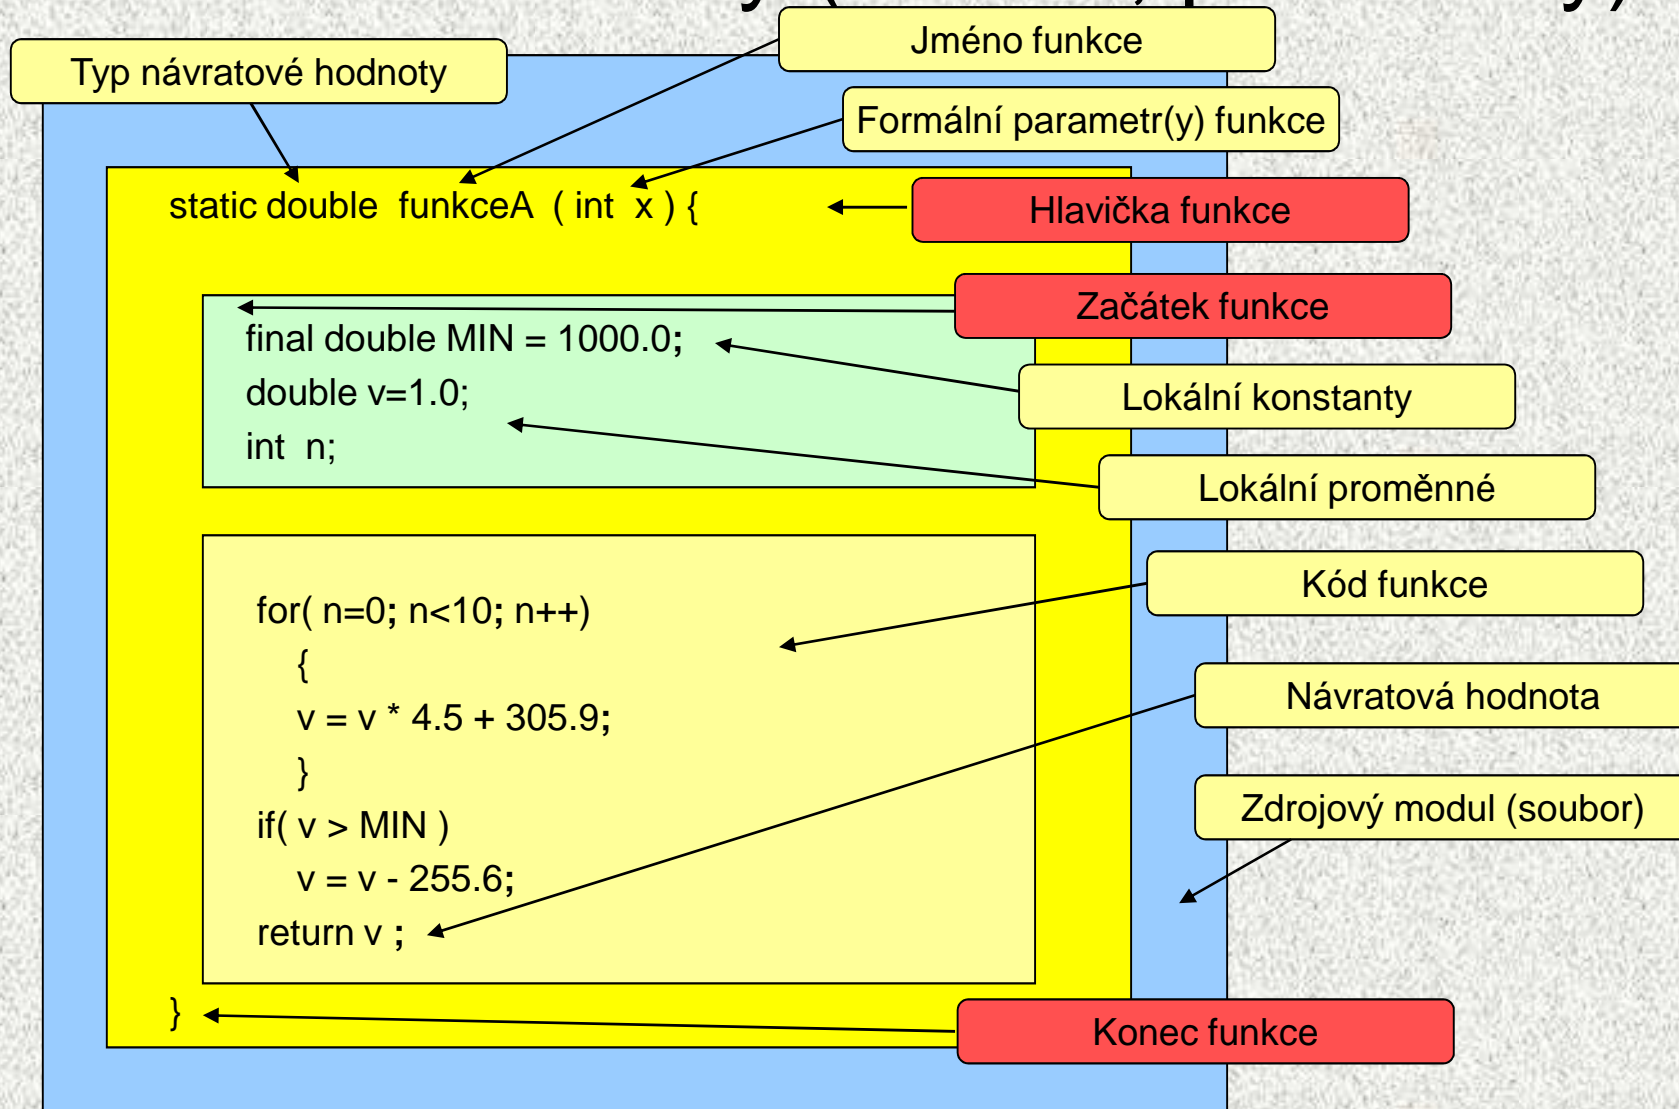 Jméno funkce
Typ návratové hodnoty
Formální parametr(y) funkce
static double funkceA ( int x ) {
Hlavička funkce
Začátek funkce
final double MIN = 1000.0;
double v=1.0;
Lokální konstanty
int n;
Lokální proměnné
Kód funkce
for( n=0; n<10; n++)
{
v = v * 4.5 + 305.9;
Návratová hodnota
}
Zdrojový modul (soubor)
if( v > MIN )
v = v - 255.6;
return v ;
}
Konec funkce